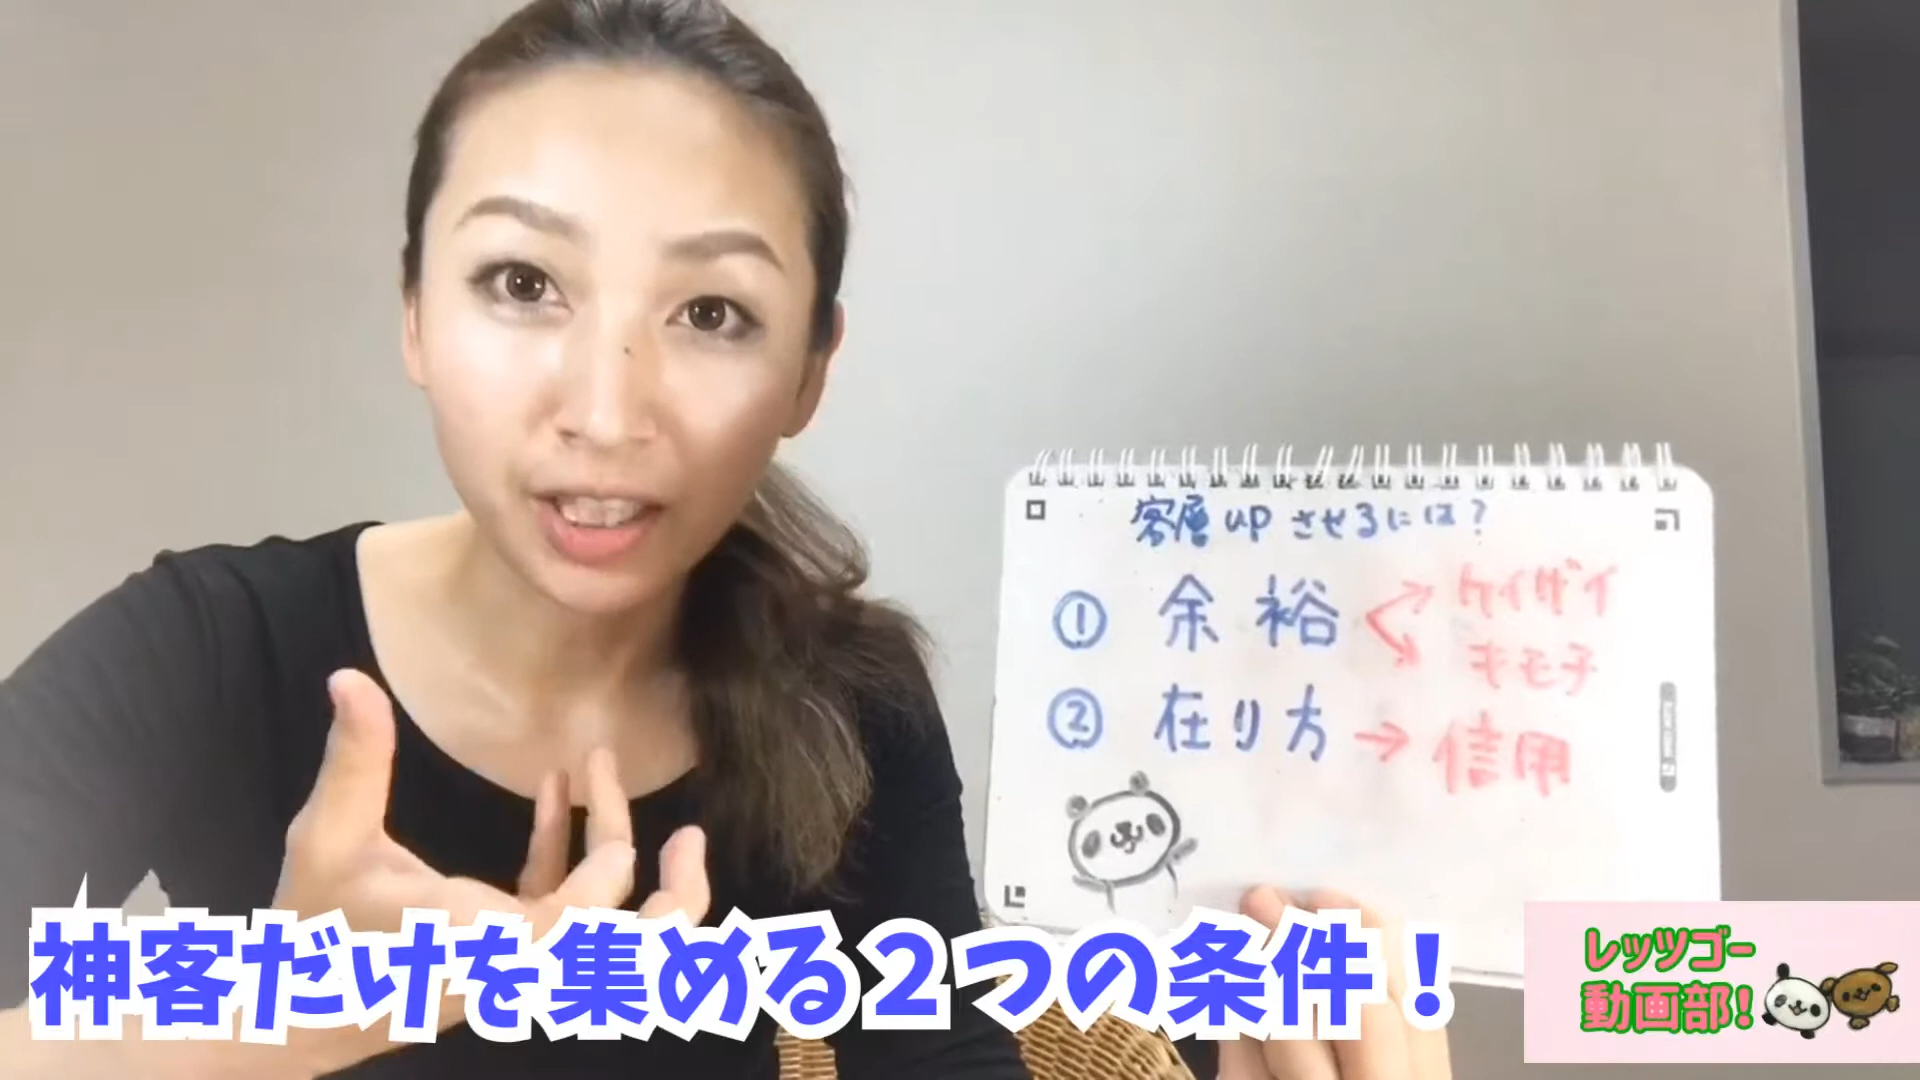 客層upさせるには？
① 余裕
ケイザイ
キモチ
② 在り方 → 信用
神客だけを集める2つの条件！
レッツゴー
動画部！